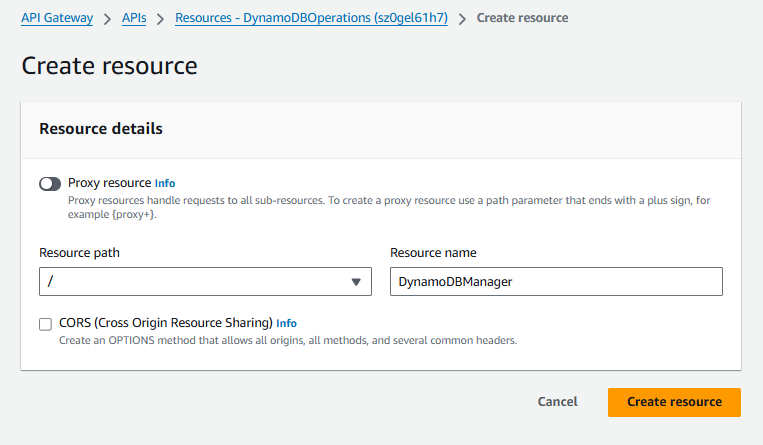 API Gateway > APIs > Resources - DynamoDBOperations (sz0gel61h7) > Create resource
Create resource
Resource details
Proxy resource Info
Proxy resources handle requests to all sub-resources. To create a proxy resource use a path parameter that ends with a plus sign, for
example {proxy+}.
Resource path
/
Resource name
DynamoDBManager
CORS (Cross Origin Resource Sharing) Info
Create an OPTIONS method that allows all origins, all methods, and several common headers.
Cancel
Create resource